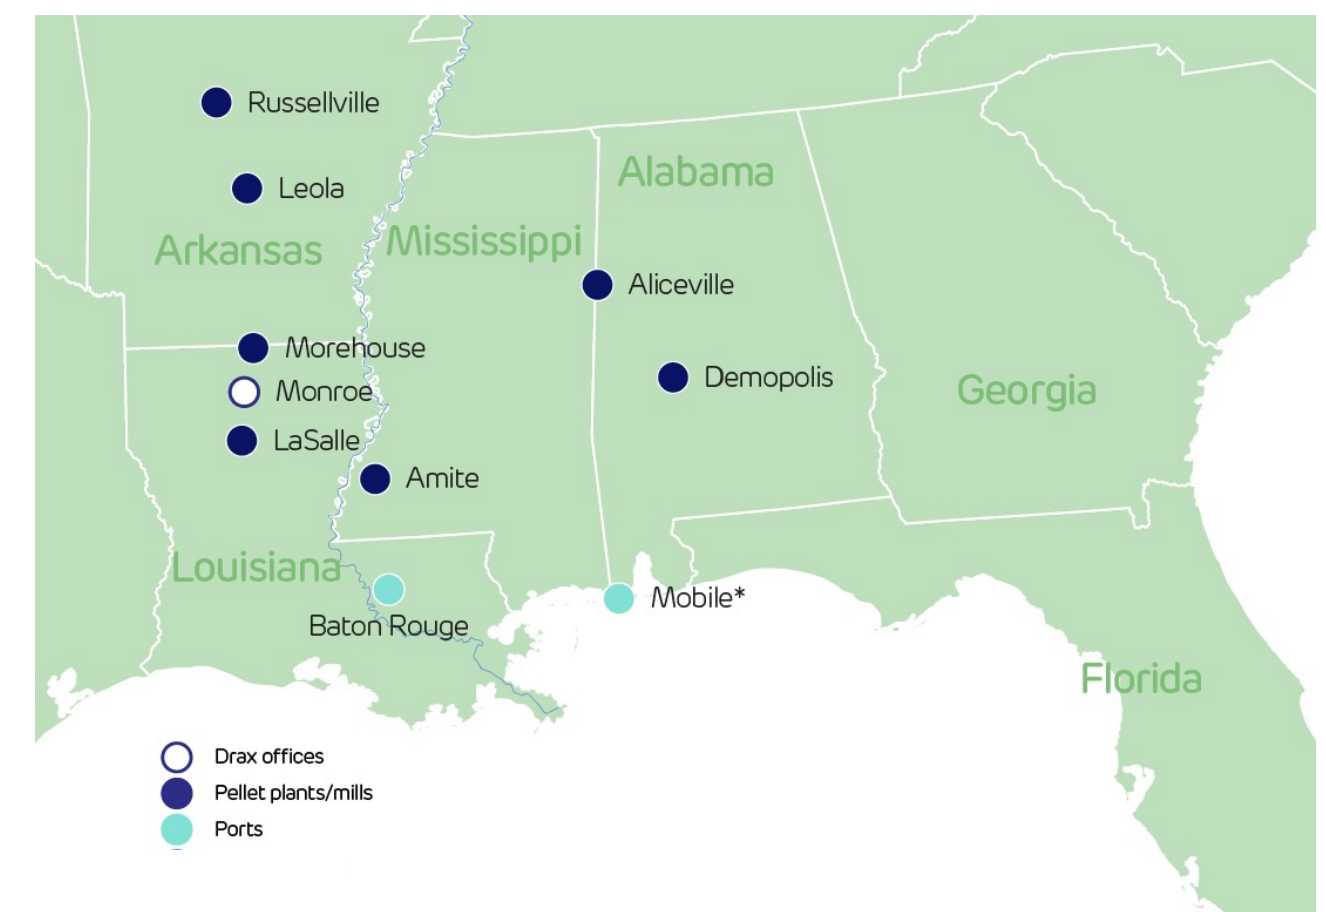 Russellville
Alabama
Leola
Mississippi
Arkansas
Aliceville
Morehouse
Demopolis
Monroe
Georgia
LaSalle
Amite
Louisiana
Mobile*
Baton Rouge
Florida
Drax offices
Pellet plants/mills
Ports